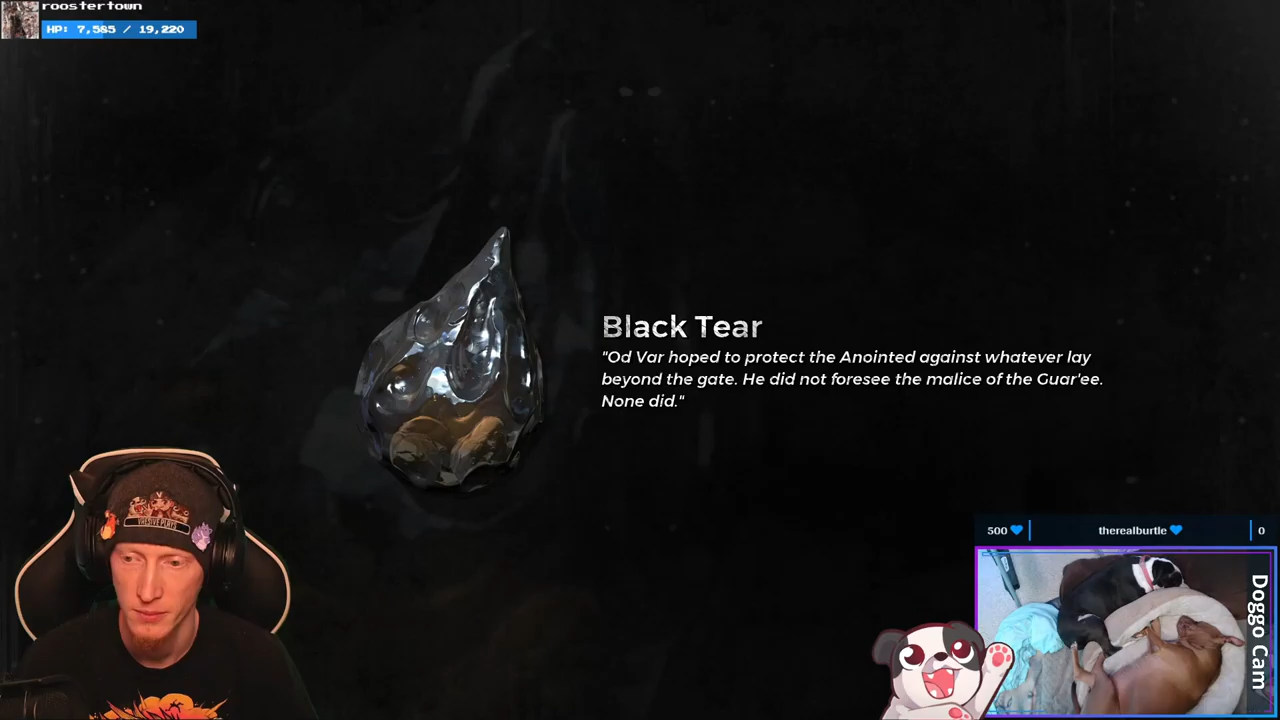 roostertown
HP: 7,585 / 19,220
Black Tear
"Od Var hoped to protect the Anointed against whatever lay
beyond the gate. He did not foresee the malice of the Guar'ee.
None did."
500
therealburtle
0
Doggo Cam